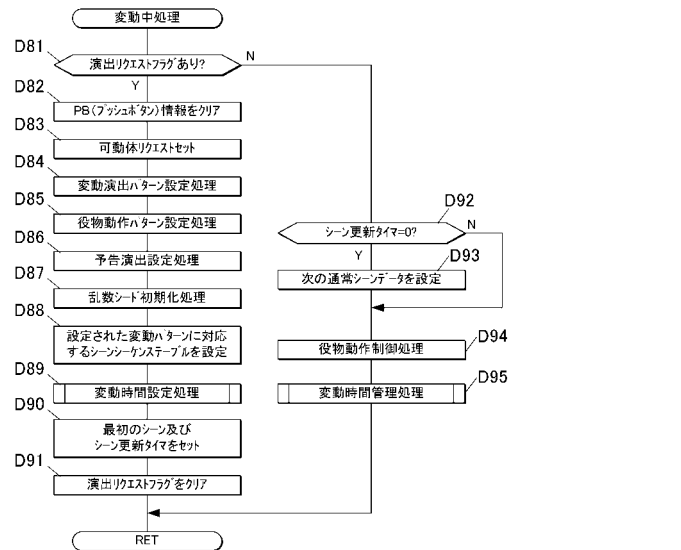 変動中処理
D81
演出リクエストフラグあり?
N
Y
D82
PB(プッシュボタン)情報をクリア
D83
可動体リクエストセット
D84
変動演出パターン設定処理
D85
役物動作パターン設定処理
D86
予告演出設定処理
D87
乱数シード初期化処理
D88
設定された変動パターンに対応
するシーンシーケンステーブルを設定
D89
変動時間設定処理
D90
最初のシーン及び
シーン更新タイマをセット
D91
演出リクエストフラグをクリア
RET
D92
シーン更新タイマ=0?
N
Y
D93
次の通常シーンデータを設定
D94
役物動作制御処理
D95
変動時間管理処理